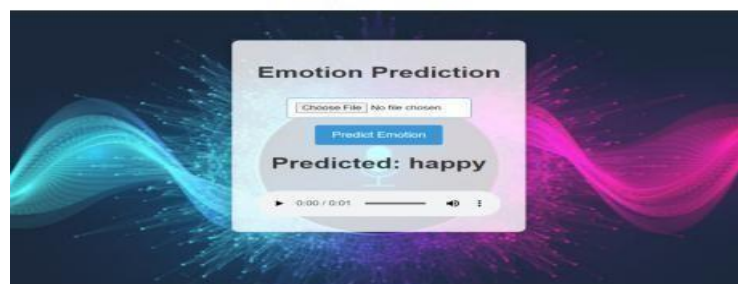 Emotion Prediction
Choose File No file chosen
Predict Emotion
Predicted: happy
0:00 / 0:01